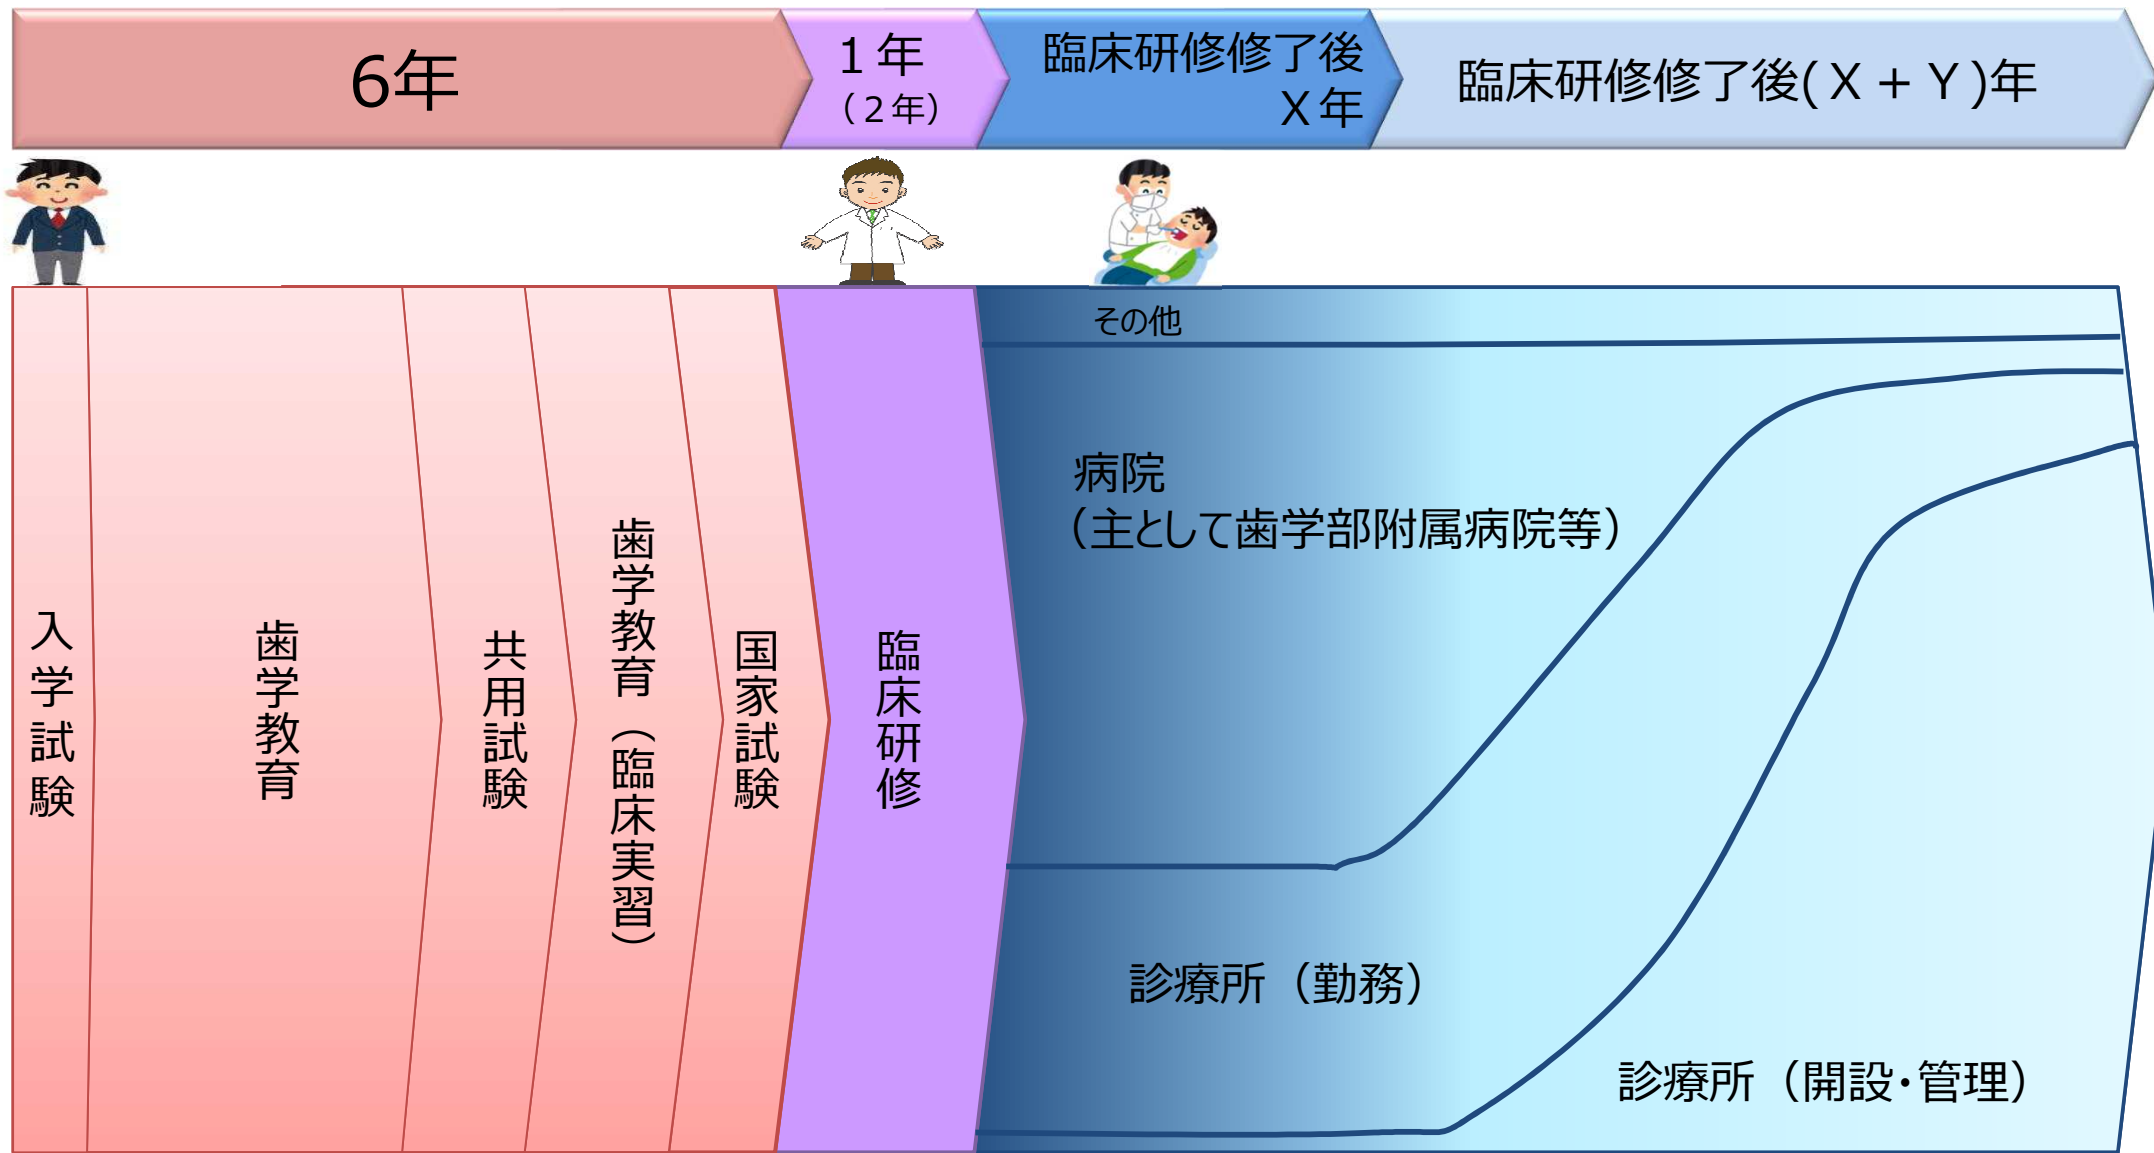 6年
1年
（2年）
臨床研修修了後
X年
臨床研修修了後(X+Y)年
その他
病院
（主として歯学部附属病院等）
入学試験
歯学教育
共用試験
歯学教育（臨床実習）
国家試験
臨床研修
診療所（勤務）
診療所（開設・管理）